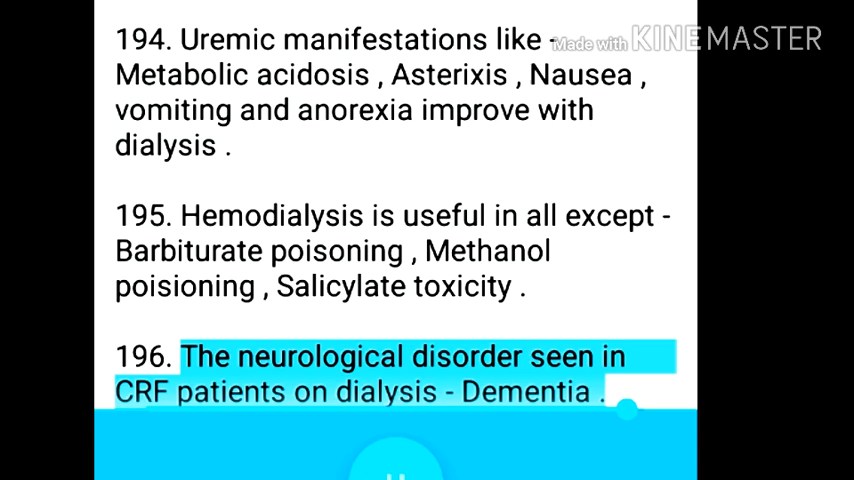 194. Uremic manifestations like -
Made with KINEMASTER
Metabolic acidosis , Asterixis , Nausea ,
vomiting and anorexia improve with
dialysis .
195. Hemodialysis is useful in all except -
Barbiturate poisoning , Methanol
poisioning , Salicylate toxicity .
196. The neurological disorder seen in
CRF patients on dialysis - Dementia .